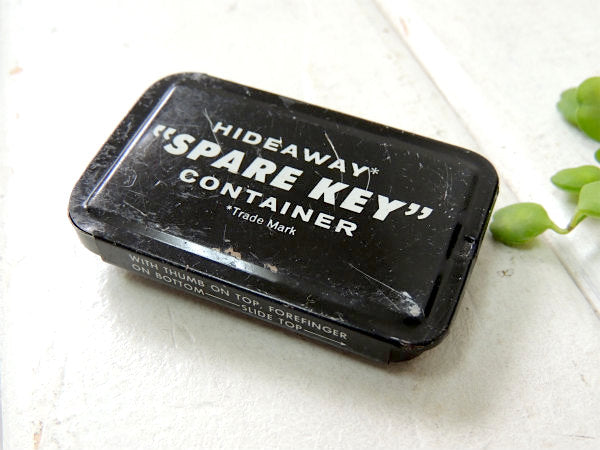 HIDEAWAY*
"SPARE KEY"
CONTAINER
*Trade Mark
WITH THUMB ON TOP, FOREFINGER
ON BOTTOM SLIDE TOP